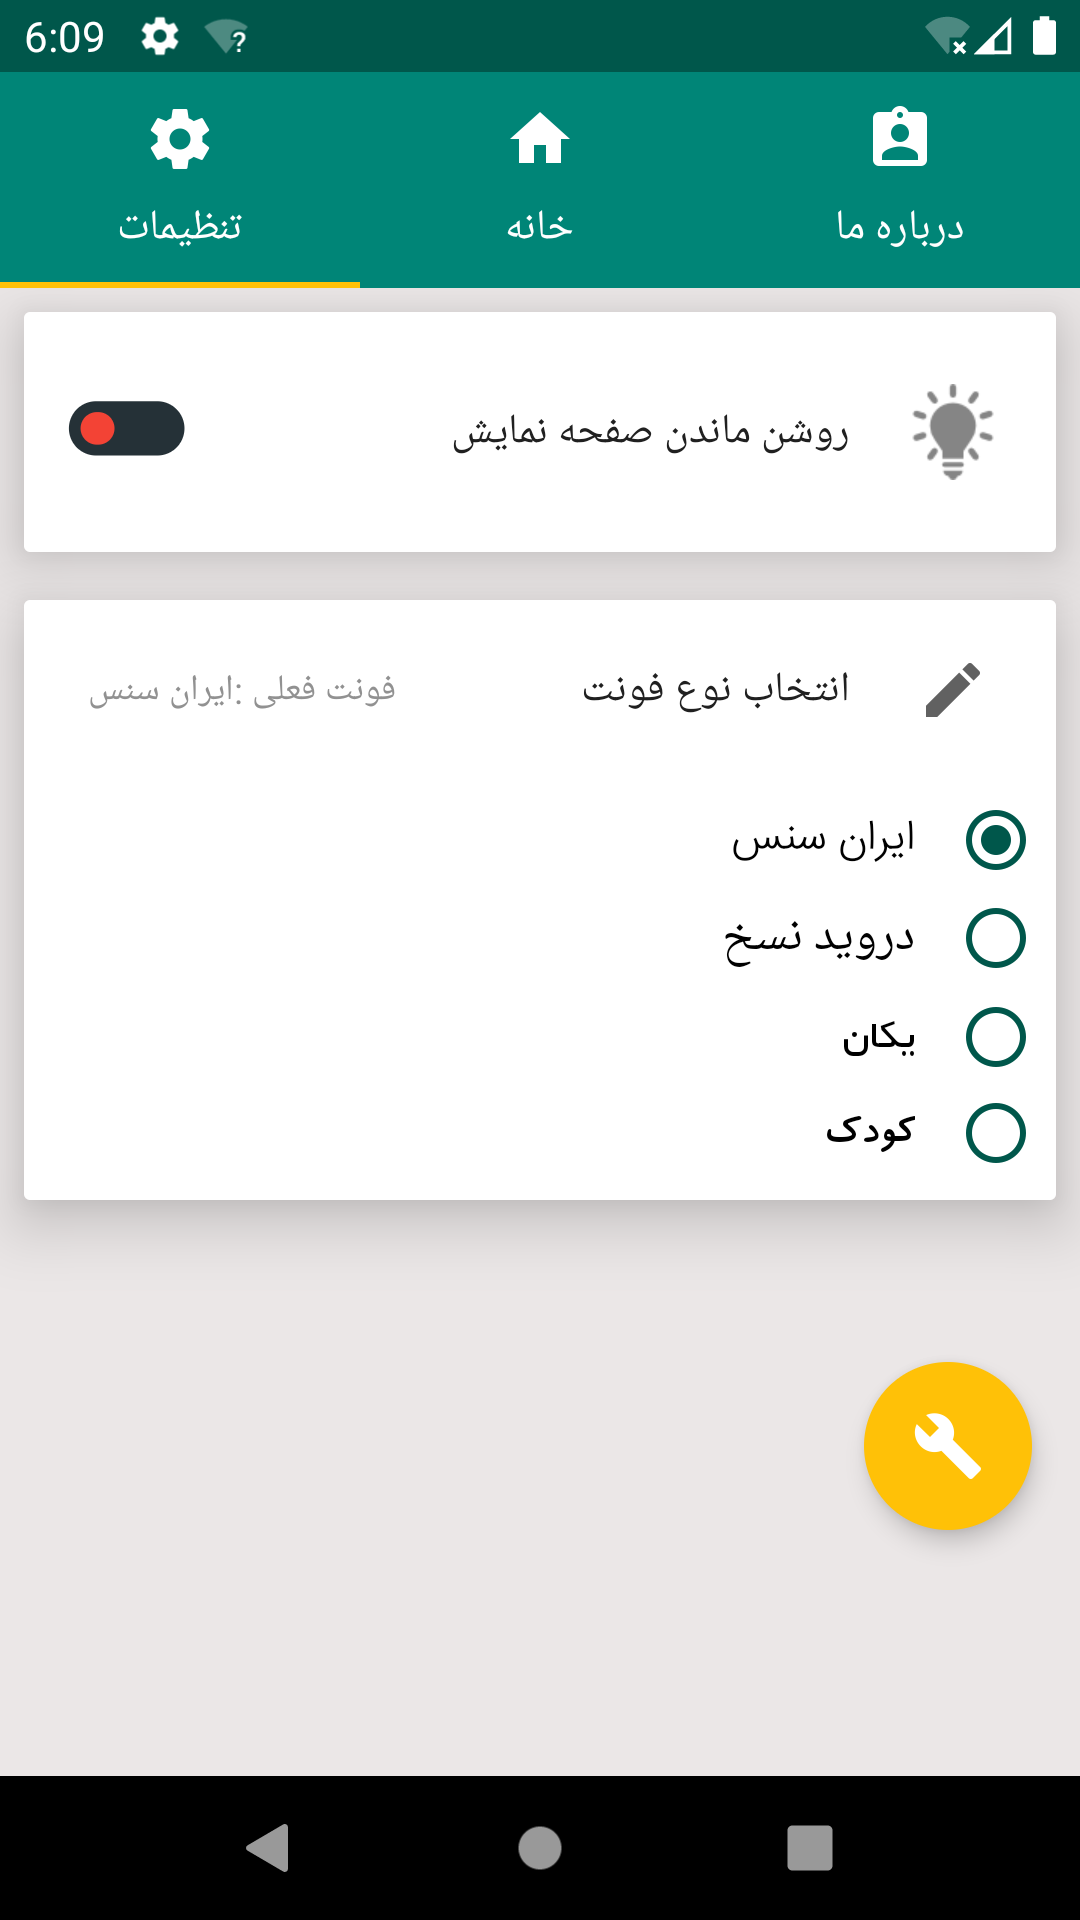 6:09
درباره ما
خانه
تنظیمات
روشن ماندن صفحه نمایش
انتخاب نوع فونت
فونت فعلی :ایران سنس
ایران سنس
دروید نسخ
یکان
کودک